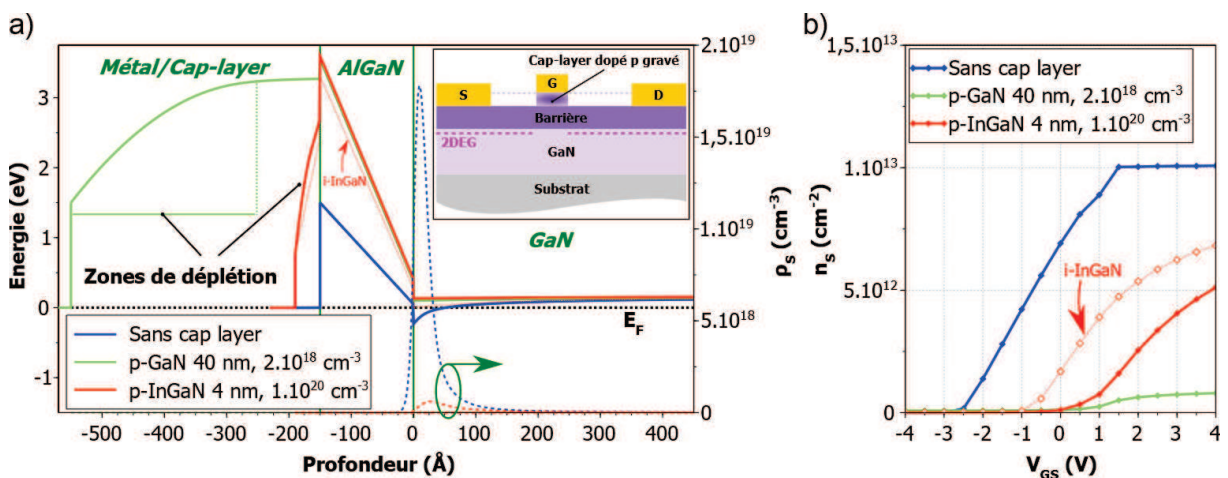 a)
Métal/Cap-layer
AlGaN
Cap-layer dopé p gravé
S
G
D
Barrière
2DEG
GaN
Substrat
i-InGaN
GaN
Zones de déplétion
E_F
Sans cap layer
p-GaN 40 nm, 2.10^18 cm^-3
p-InGaN 4 nm, 1.10^20 cm^-3
Energie (eV)
3
2
1
0
-1
-500
-400
-300
-200
-100
0
100
200
300
400
Profondeur (Å)
2.10^19
1,5.10^19
1.10^19
5.10^18
0
ρ_S (cm^-3)
b)
n_S (cm^-2)
1,5.10^13
1.10^13
5.10^12
0
Sans cap layer
p-GaN 40 nm, 2.10^18 cm^-3
p-InGaN 4 nm, 1.10^20 cm^-3
i-InGaN
-4
-3
-2
-1
0
1
2
3
4
V_GS (V)